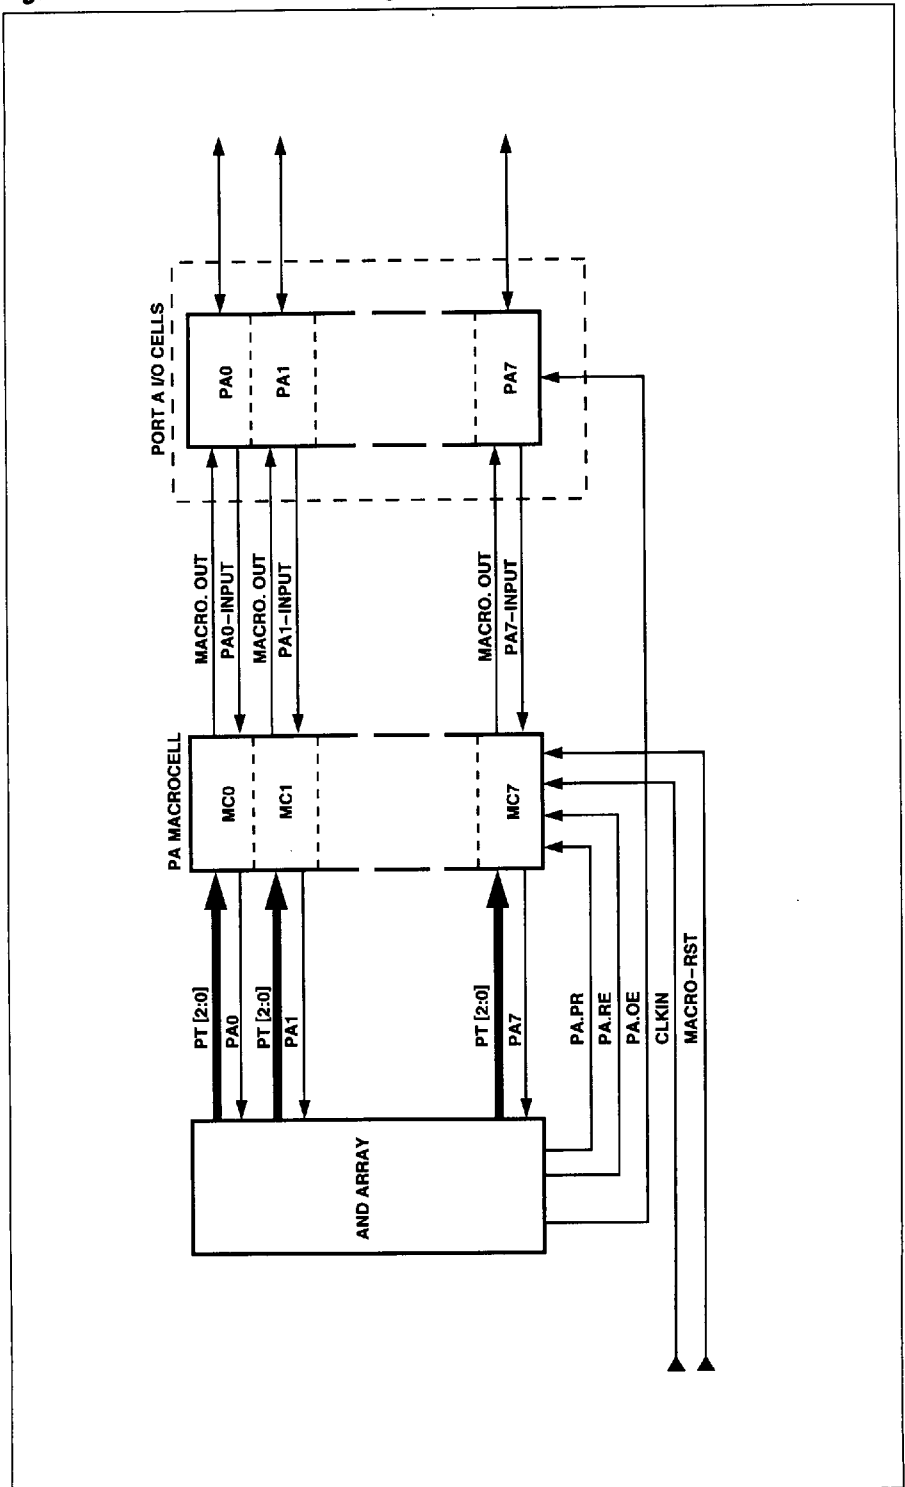 PORT A I/O CELLS
PA0
PA1
PA7
MACRO. OUT
PA0–INPUT
MACRO. OUT
PA1–INPUT
MACRO. OUT
PA7–INPUT
PA MACROCELL
MC0
MC1
MC7
PT [2:0]
PA0
PT [2:0]
PA1
PT [2:0]
PA7
PA.PR
PA.RE
PA.OE
CLKIN
MACRO–RST
AND ARRAY